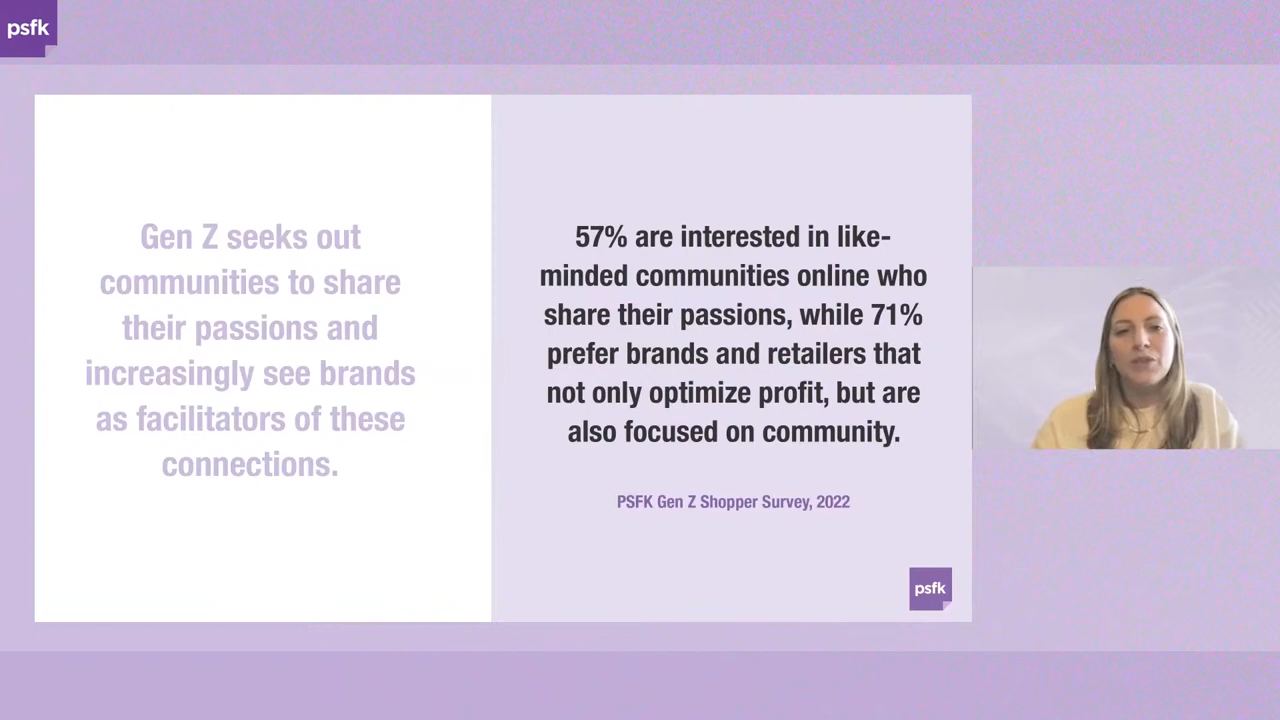 psfk
Gen Z seeks out
communities to share
their passions and
increasingly see brands
as facilitators of these
connections.
57% are interested in like-
minded communities online who
share their passions, while 71%
prefer brands and retailers that
not only optimize profit, but are
also focused on community.
PSFK Gen Z Shopper Survey, 2022
psfk